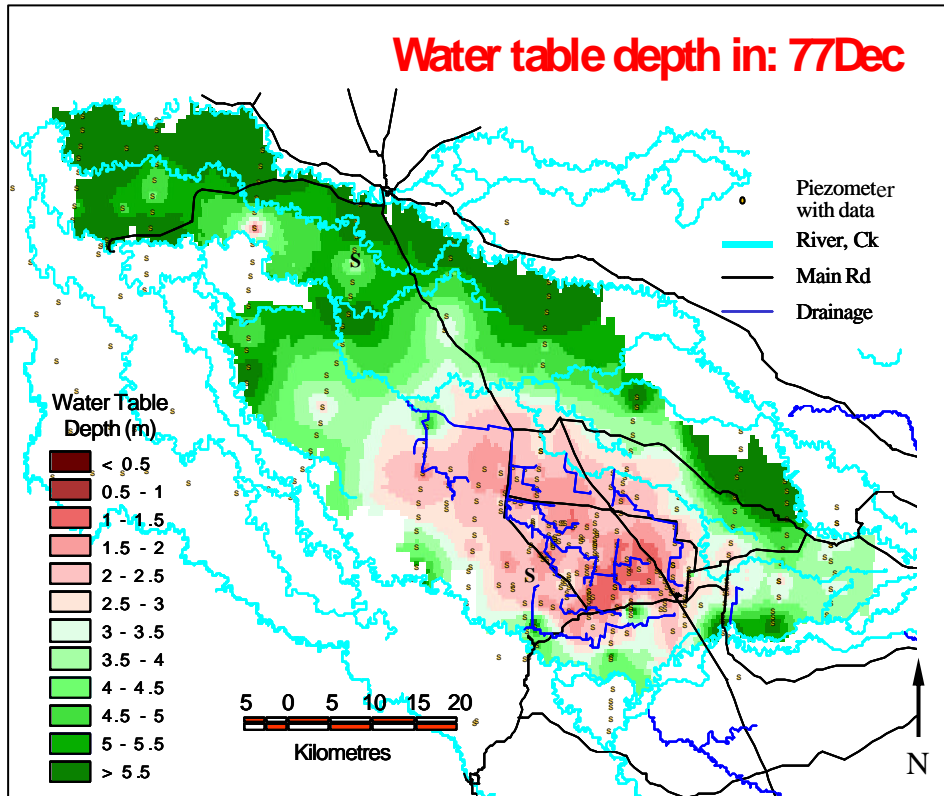 Water table depth in: 77Dec
Piezometer
with data
River, Ck
Main Rd
Drainage
S
S
Water Table
Depth (m)
< 0.5
0.5 - 1
1 - 1.5
1.5 - 2
2 - 2.5
2.5 - 3
3 - 3.5
3.5 - 4
4 - 4.5
4.5 - 5
5 - 5.5
> 5.5
5 0 5 10 15 20
Kilometres
N